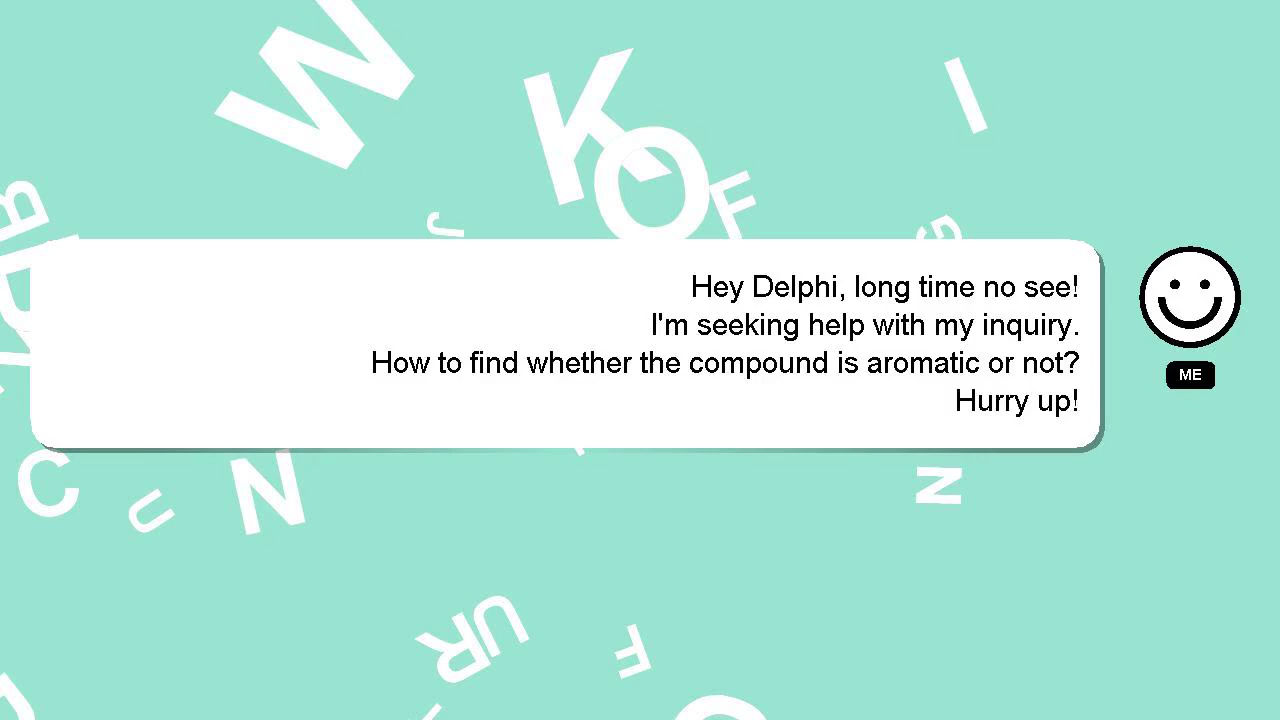 Hey Delphi, long time no see!
I'm seeking help with my inquiry.
How to find whether the compound is aromatic or not?
Hurry up!
ME
W
K
O
F
I
J
G
B
D
C
U
N
N
U
R
F